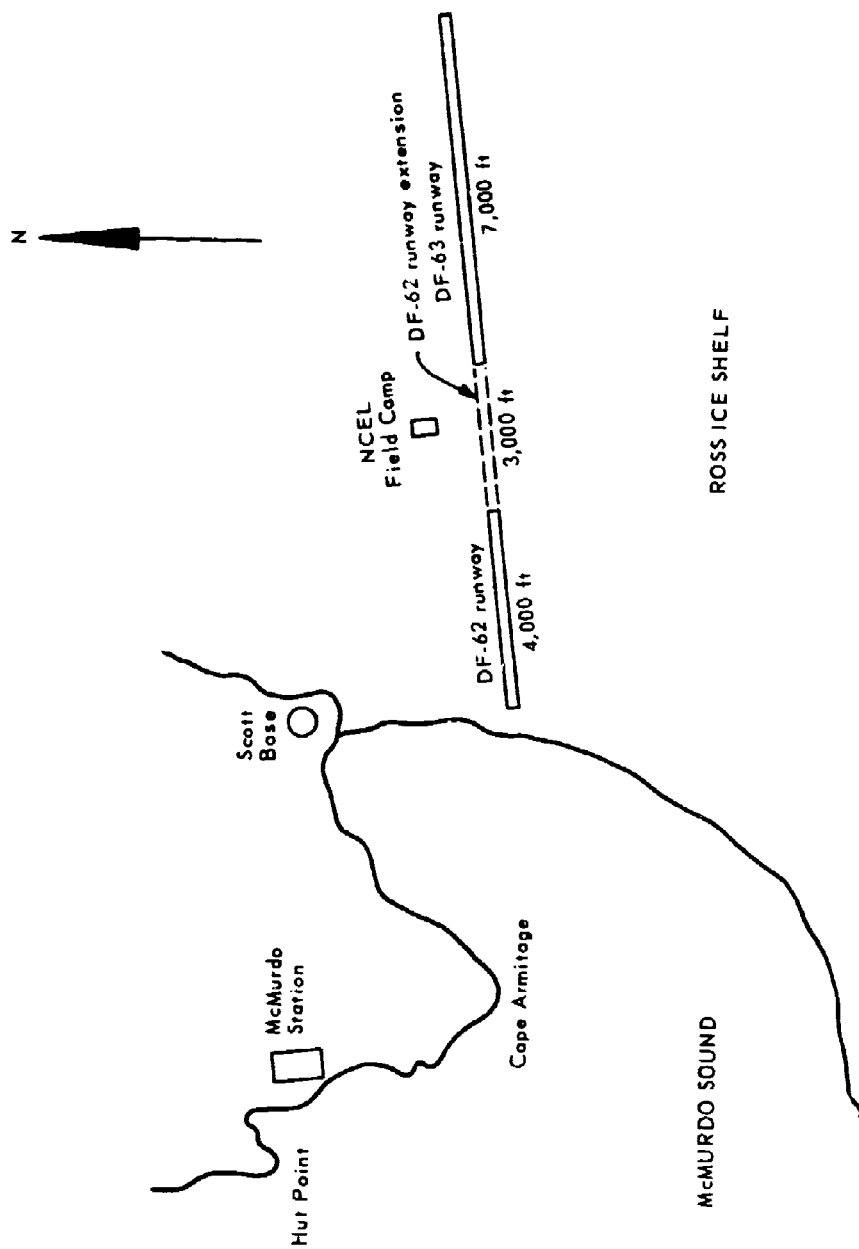 N
DF-62 runway extension
DF-63 runway
7,000 ft
NCEL
Field Camp
3,000 ft
DF-62 runway
4,000 ft
ROSS ICE SHELF
Scott
Base
McMurdo
Station
Hut Point
Cape Armitage
McMURDO SOUND